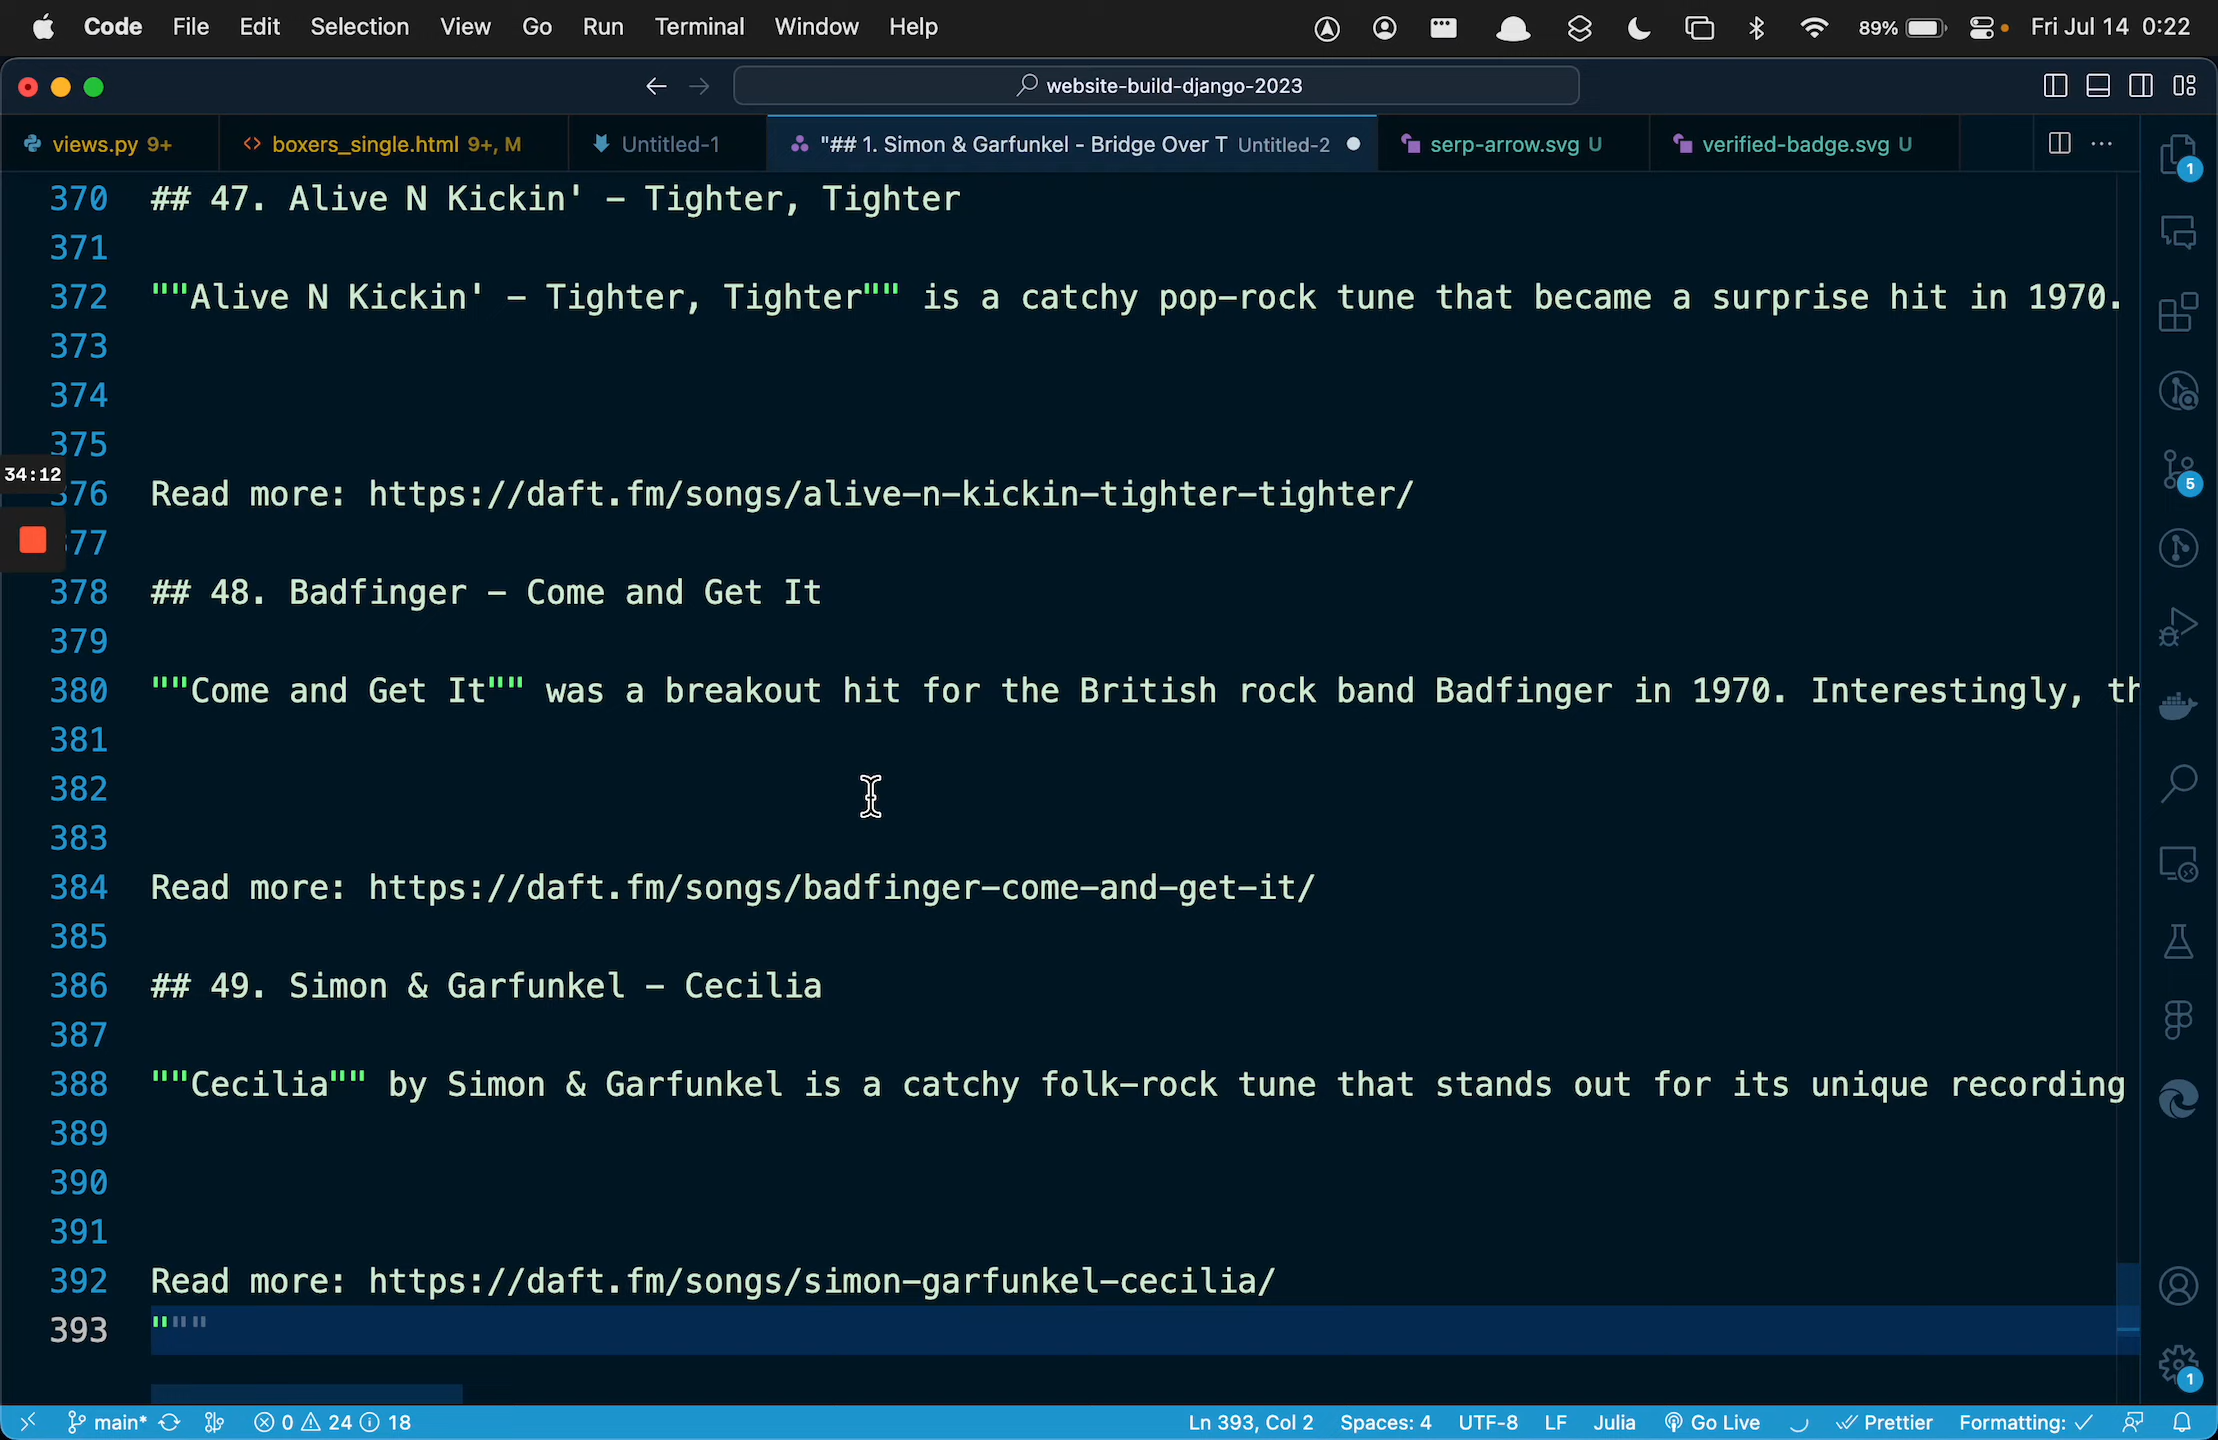 Code File Edit Selection View Go Run Terminal Window Help 89% Fri Jul 14 0:22
website-build-django-2023
views.py 9+ boxers_single.html 9+, M Untitled-1 "## 1. Simon & Garfunkel - Bridge Over T Untitled-2 serp-arrow.svg U verified-badge.svg U
370 ## 47. Alive N Kickin' - Tighter, Tighter
371
372 ""Alive N Kickin' - Tighter, Tighter"" is a catchy pop-rock tune that became a surprise hit in 1970.
373
374
375
34:12
376 Read more: https://daft.fm/songs/alive-n-kickin-tighter-tighter/
377
378 ## 48. Badfinger - Come and Get It
379
380 ""Come and Get It"" was a breakout hit for the British rock band Badfinger in 1970. Interestingly, th
381
382
383
384 Read more: https://daft.fm/songs/badfinger-come-and-get-it/
385
386 ## 49. Simon & Garfunkel - Cecilia
387
388 ""Cecilia"" by Simon & Garfunkel is a catchy folk-rock tune that stands out for its unique recording
389
390
391
392 Read more: https://daft.fm/songs/simon-garfunkel-cecilia/
393 """
1
5
1
main* 0 24 18 Ln 393, Col 2 Spaces: 4 UTF-8 LF Julia Go Live Prettier Formatting: ✓